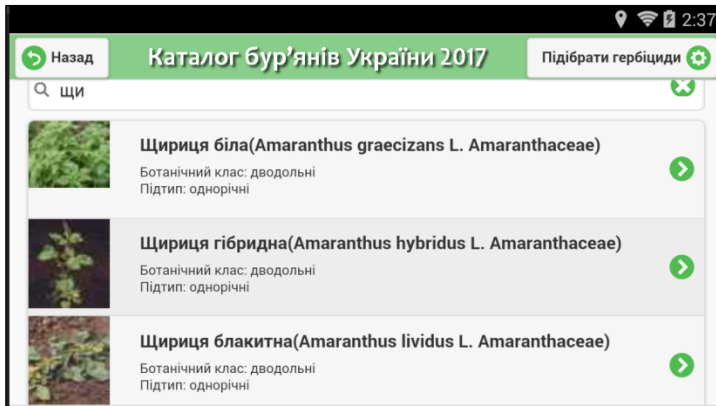 2:37
Назад
Каталог бур’янів України 2017
Підібрати гербіциди
щи
Щириця біла(Amaranthus graecizans L. Amaranthaceae)
Ботанічний клас: дводольні
Підтип: однорічні
Щириця гібридна(Amaranthus hybridus L. Amaranthaceae)
Ботанічний клас: дводольні
Підтип: однорічні
Щириця блакитна(Amaranthus lividus L. Amaranthaceae)
Ботанічний клас: дводольні
Підтип: однорічні